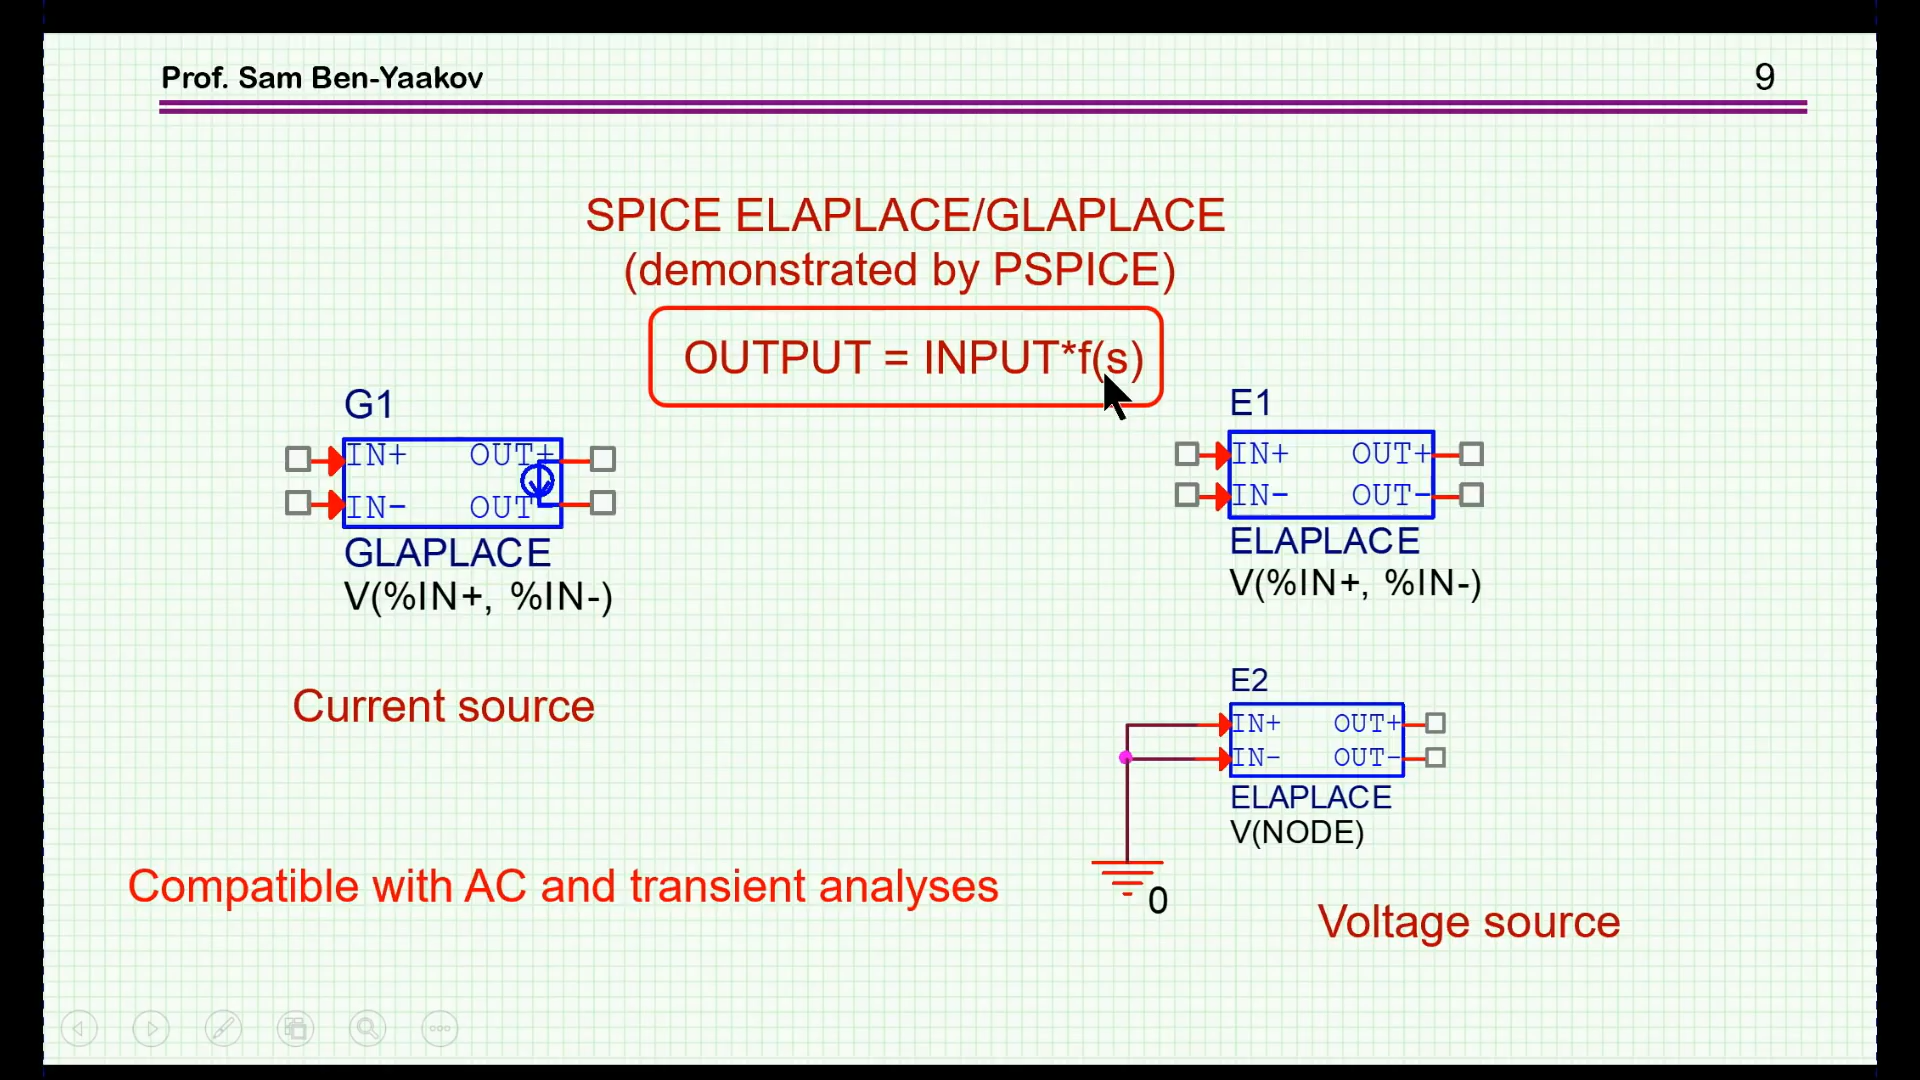 Prof. Sam Ben-Yaakov
9
SPICE ELAPLACE/GLAPLACE
(demonstrated by PSPICE)
OUTPUT = INPUT*f(s)
G1
IN+ OUT+
IN- OUT-
GLAPLACE
V(%IN+, %IN-)
Current source
E1
IN+ OUT+
IN- OUT-
ELAPLACE
V(%IN+, %IN-)
E2
IN+ OUT+
IN- OUT-
ELAPLACE
V(NODE)
0
Voltage source
Compatible with AC and transient analyses